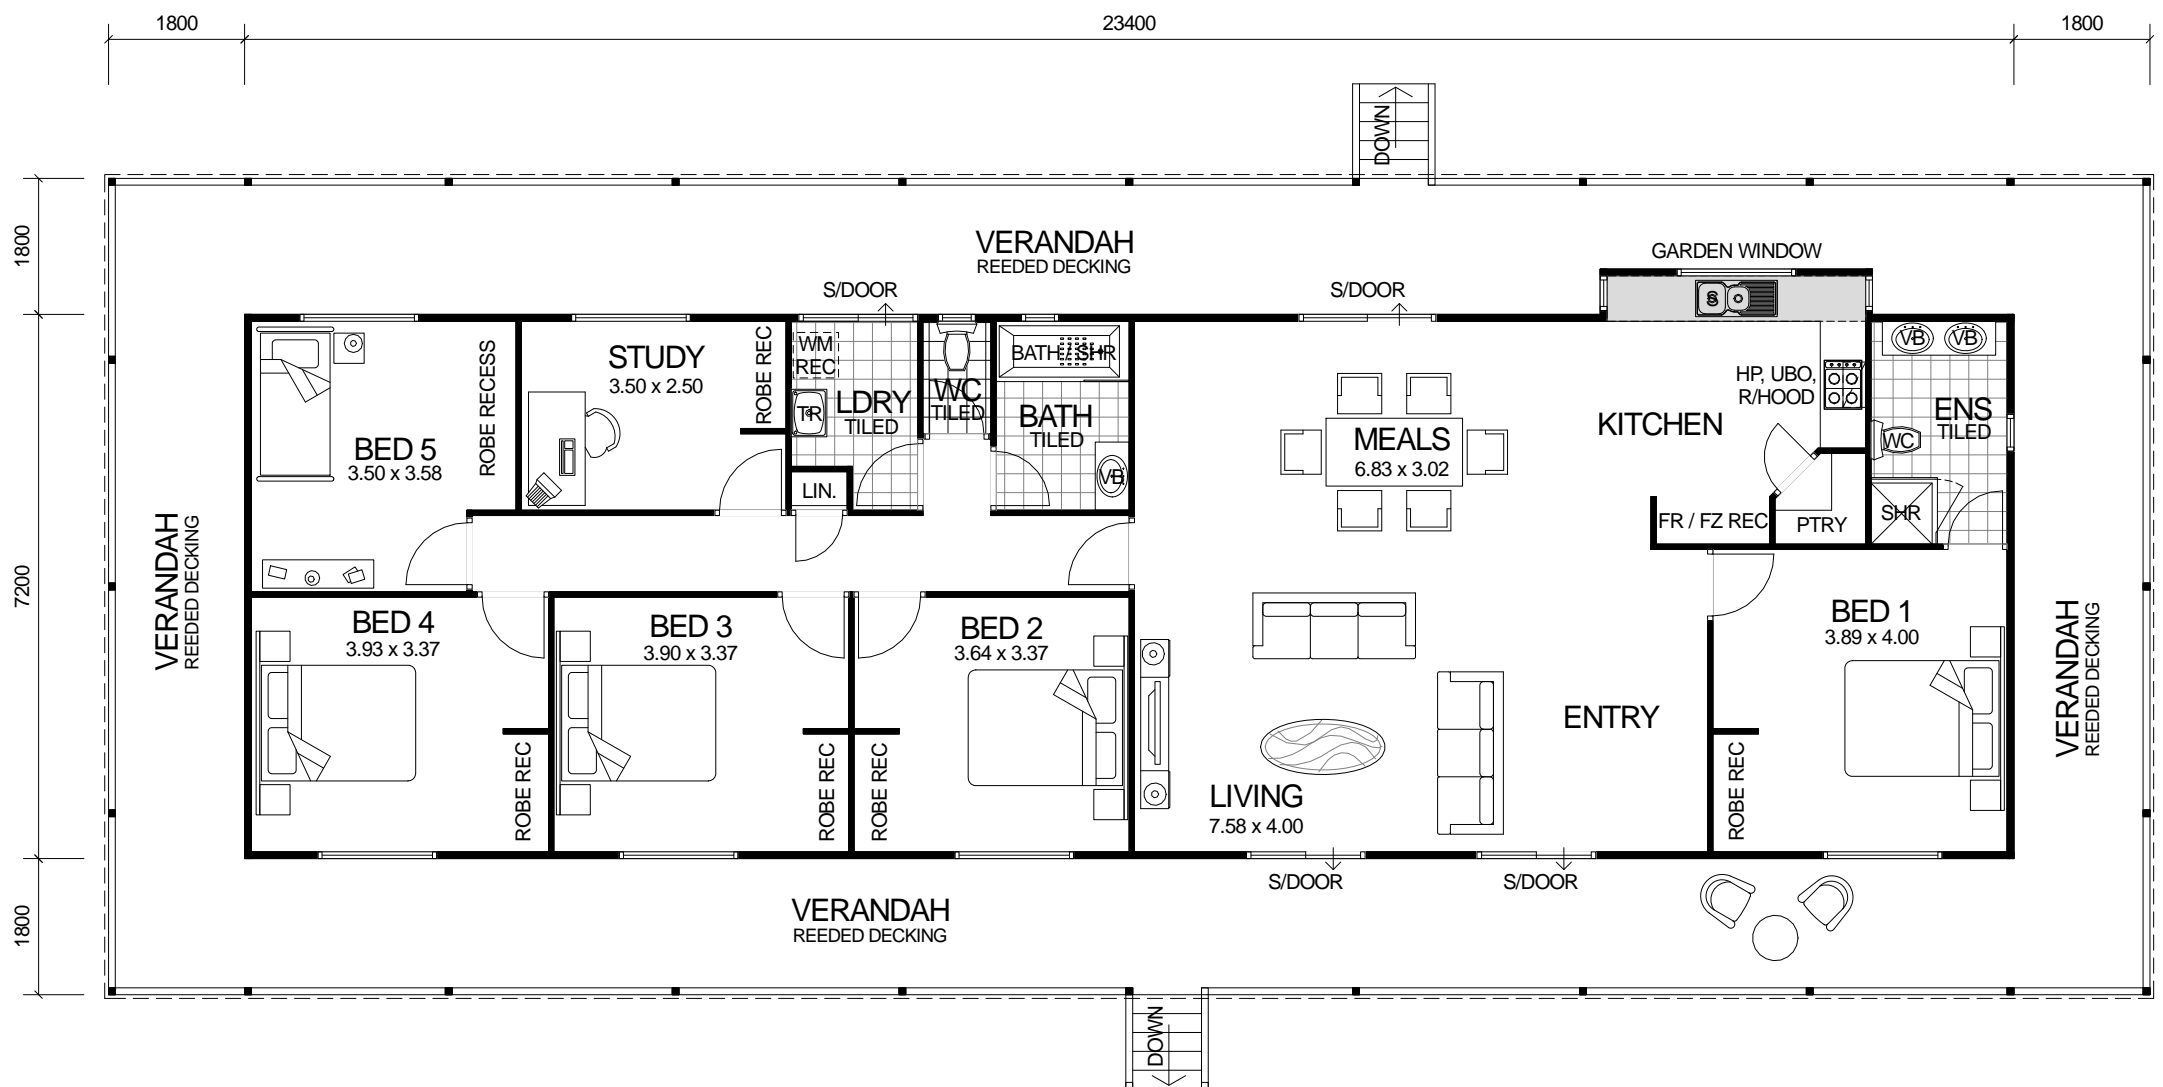 1800
23400
1800
DOWN
1800
VERANDAH
REEDED DECKING
GARDEN WINDOW
S/DOOR
S/DOOR
BED 5
3.50 x 3.58
ROBE RECESS
STUDY
3.50 x 2.50
ROBE REC
WM
REC
TR
LDRY
TILED
LIN.
WC
TILED
BATH / SHR
BATH
TILED
VB
MEALS
6.83 x 3.02
KITCHEN
S
HP, UBO,
R/HOOD
FR / FZ REC
PTRY
VB
VB
ENS
TILED
WC
SHR
7200
VERANDAH
REEDED DECKING
BED 4
3.93 x 3.37
ROBE REC
BED 3
3.90 x 3.37
ROBE REC
BED 2
3.64 x 3.37
ROBE REC
LIVING
7.58 x 4.00
ENTRY
BED 1
3.89 x 4.00
ROBE REC
VERANDAH
REEDED DECKING
S/DOOR
S/DOOR
1800
VERANDAH
REEDED DECKING
DOWN